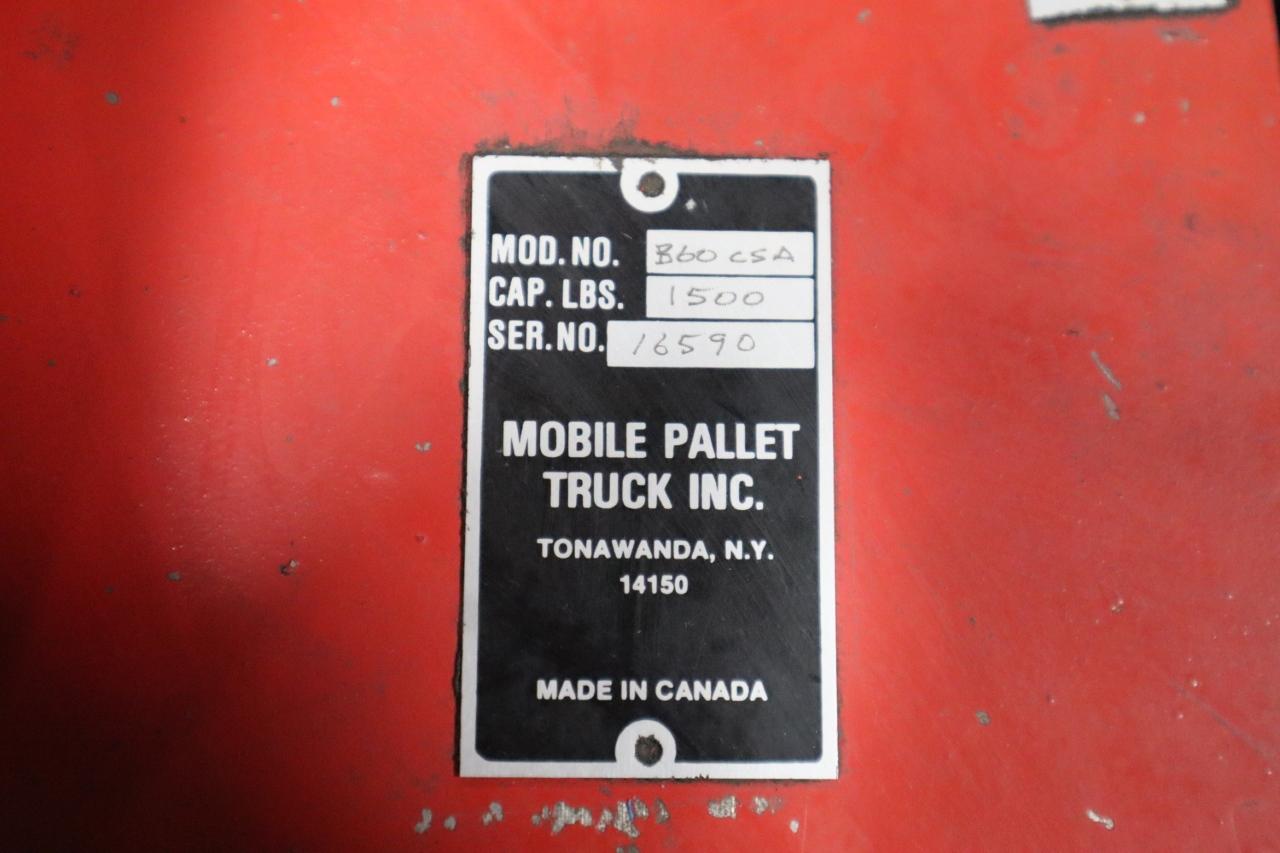 MOD. NO. B60 CSA
CAP. LBS. 1500
SER. NO. 16590
MOBILE PALLET
TRUCK INC.
TONAWANDA, N.Y.
14150
MADE IN CANADA